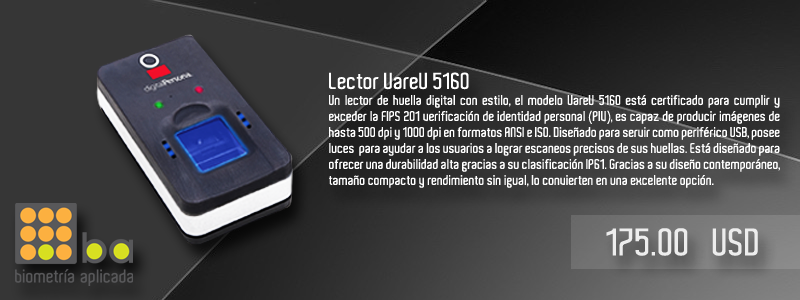 digitalPersona
Lector UareU 5160
Un lector de huella digital con estilo, el modelo UareU 5160 está certificado para cumplir y
exceder la FIPS 201 verificación de identidad personal (PIV), es capaz de producir imágenes de
hasta 500 dpi y 1000 dpi en formatos ANSI e ISO. Diseñado para servir como periférico USB, posee
luces para ayudar a los usuarios a lograr escaneos precisos de sus huellas. Está diseñado para
ofrecer una durabilidad alta gracias a su clasificación IP61. Gracias a su diseño contemporáneo,
tamaño compacto y rendimiento sin igual, lo convierten en una excelente opción.
ba
biometría aplicada
175.00 USD